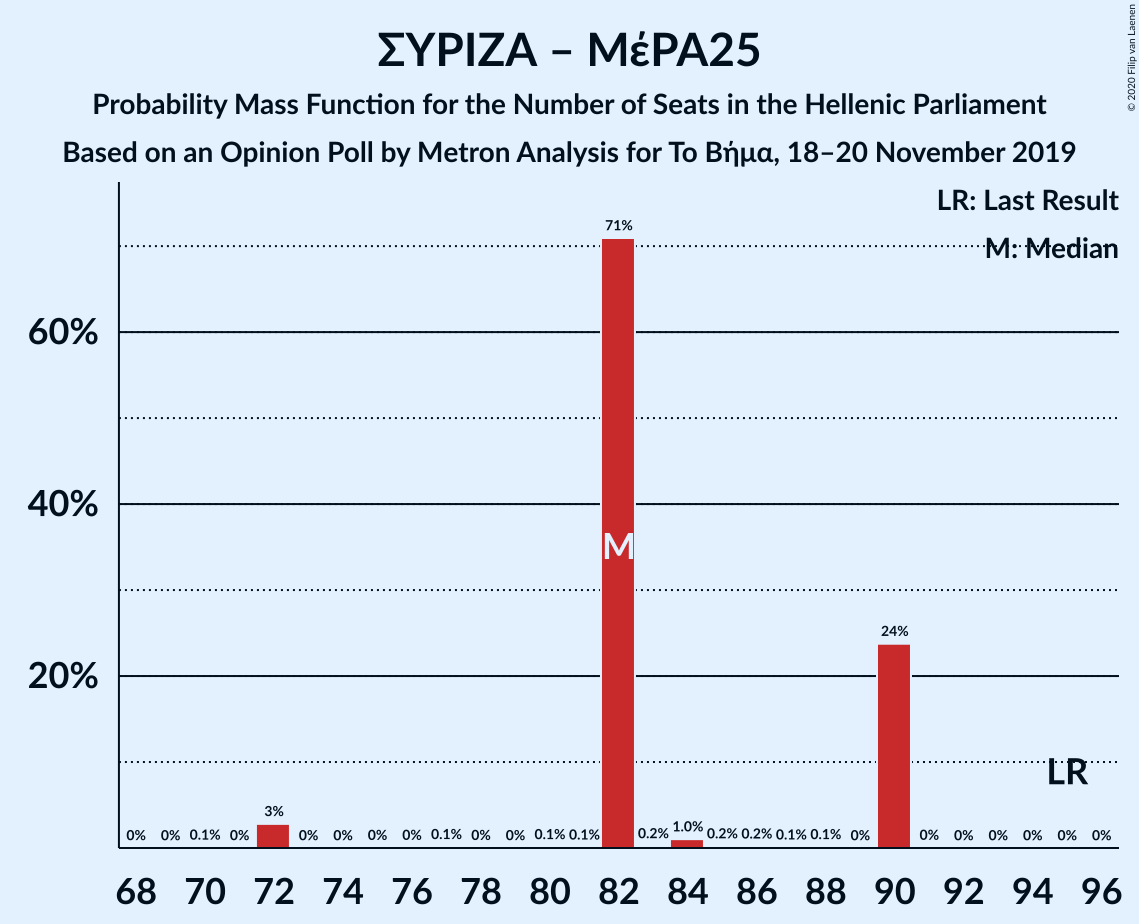 ΣΥΡΙΖΑ – ΜέΡΑ25
Probability Mass Function for the Number of Seats in the Hellenic Parliament
Based on an Opinion Poll by Metron Analysis for Το Βήμα, 18–20 November 2019
© 2020 Filip van Laenen
LR: Last Result
M: Median
71%
60%
40%
M
24%
20%
LR
3%
0% 0% 0.1% 0% 0% 0% 0% 0% 0.1% 0% 0% 0.1% 0.1% 0.2% 1.0% 0.2% 0.2% 0.1% 0.1% 0% 0% 0% 0% 0% 0% 0%
68 70 72 74 76 78 80 82 84 86 88 90 92 94 96